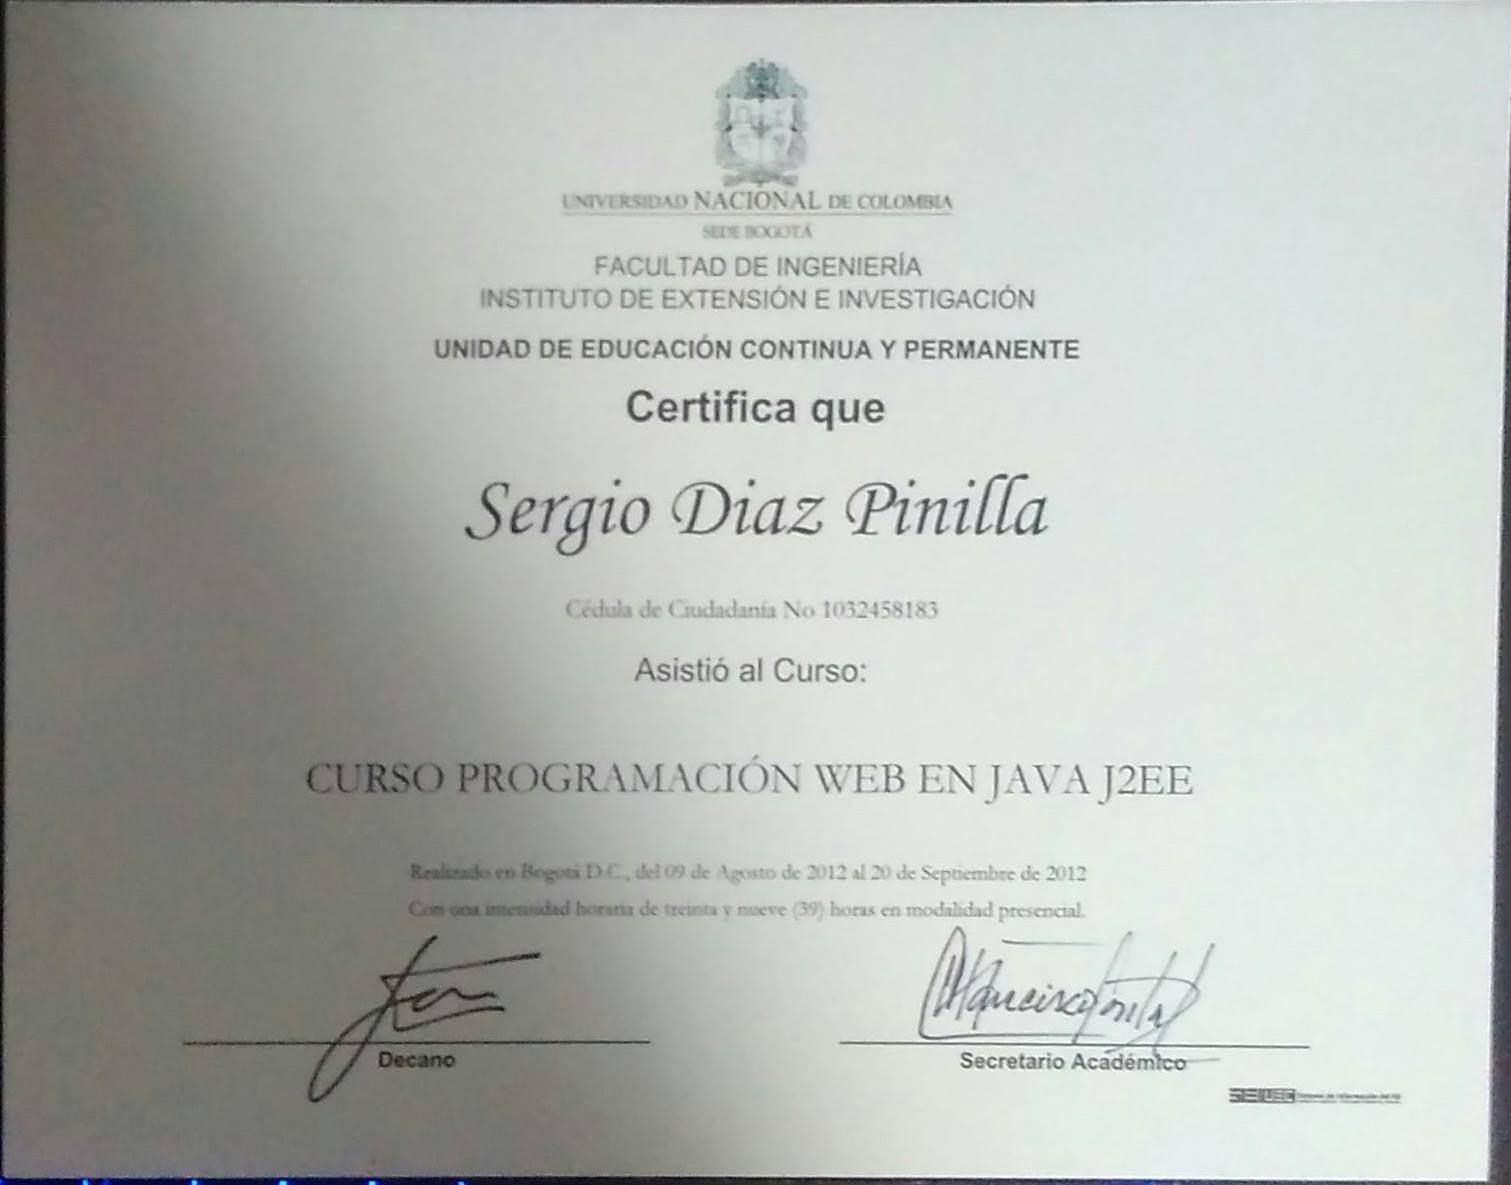 UNIVERSIDAD NACIONAL DE COLOMBIA
SEDE BOGOTÁ
FACULTAD DE INGENIERÍA
INSTITUTO DE EXTENSIÓN E INVESTIGACIÓN
UNIDAD DE EDUCACIÓN CONTINUA Y PERMANENTE
Certifica que
Sergio Diaz Pinilla
Cédula de Ciudadanía No 1032458183
Asistió al Curso:
CURSO PROGRAMACIÓN WEB EN JAVA J2EE
Realizado en Bogotá D.C., del 09 de Agosto de 2012 al 20 de Septiembre de 2012
Con una intensidad horaria de treinta y nueve (39) horas en modalidad presencial.
Decano
Secretario Académico